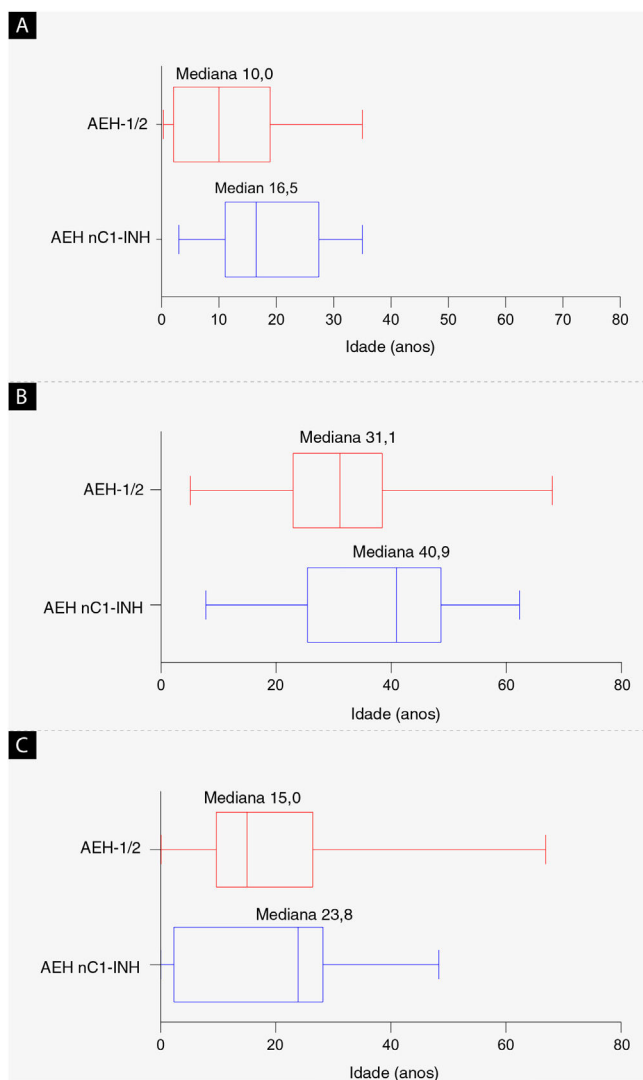 A
Mediana 10,0
AEH-1/2
Median 16,5
AEH nC1-INH
0 10 20 30 40 50 60 70 80
Idade (anos)
B
Mediana 31,1
AEH-1/2
Mediana 40,9
AEH nC1-INH
0 20 40 60 80
Idade (anos)
C
Mediana 15,0
AEH-1/2
Mediana 23,8
AEH nC1-INH
0 20 40 60 80
Idade (anos)